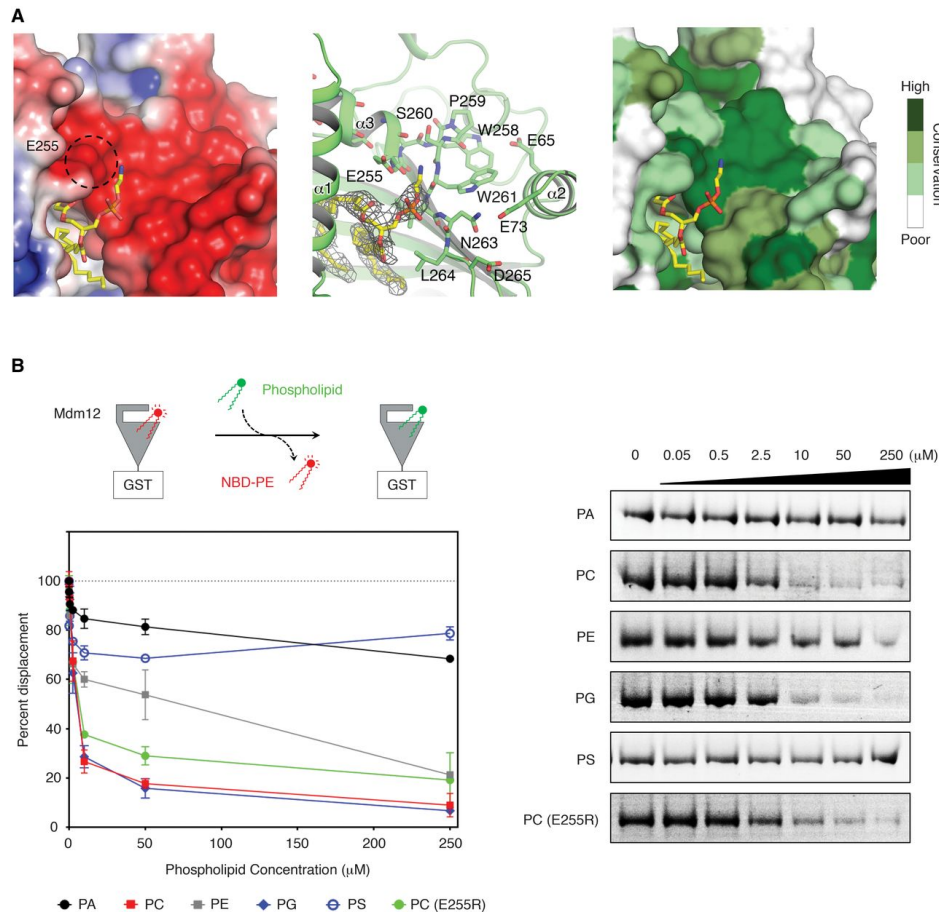 A
E255
α3
S260
P259
W258
E65
E255
α1
W261
α2
E73
N263
L264
D265
High
Conservation
Poor
B
Mdm12
Phospholipid
NBD-PE
GST
GST
Percent displacement
100
80
60
40
20
0
0
50
100
150
200
250
Phospholipid Concentration (μM)
PA
PC
PE
PG
PS
PC (E255R)
0 0.05 0.5 2.5 10 50 250 (μM)
PA
PC
PE
PG
PS
PC (E255R)